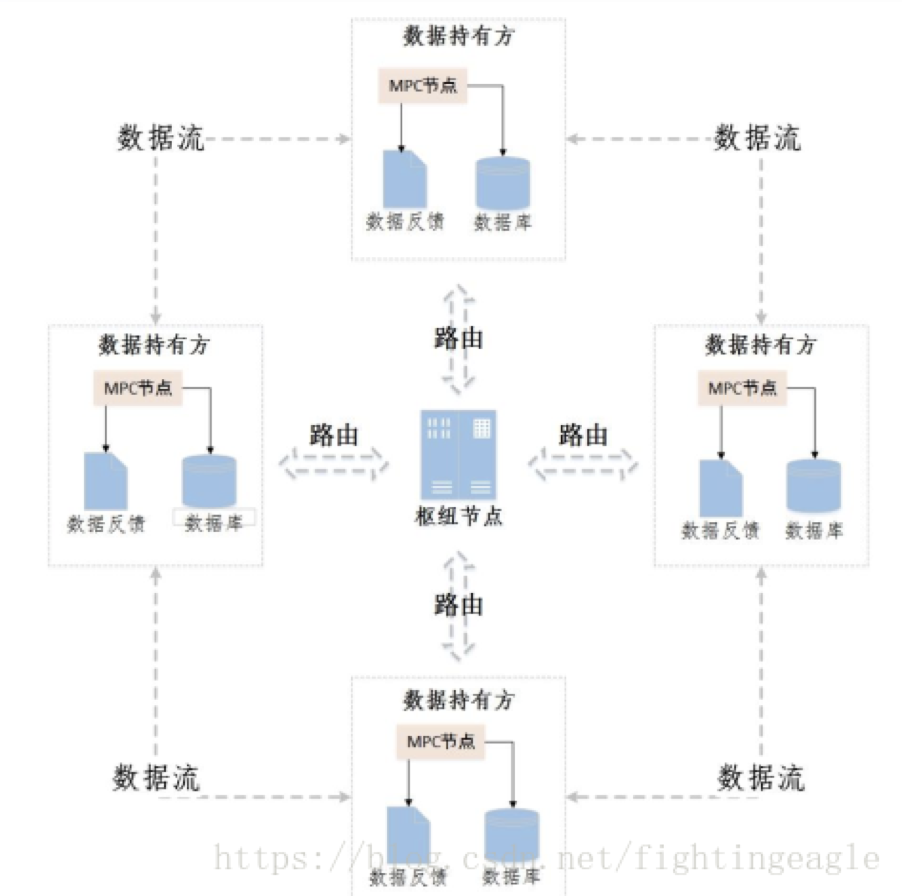 数据持有方
MPC节点
数据反馈
数据库
数据流
数据流
路由
数据持有方
MPC节点
数据反馈
数据库
路由
枢纽节点
路由
数据持有方
MPC节点
数据反馈
数据库
路由
数据流
数据流
数据持有方
MPC节点
数据反馈
数据库
https://blog.csdn.net/fightingeagle